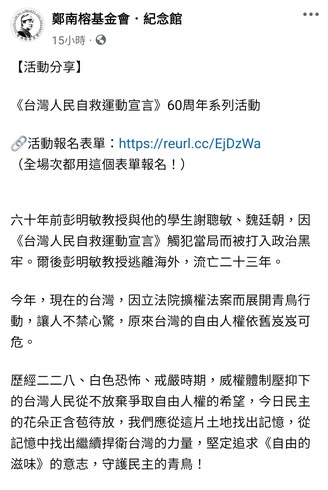 鄭南榕基金會・紀念館
15小時・
【活動分享】
《台灣人民自救運動宣言》60周年系列活動
🔗活動報名表單：https://reurl.cc/EjDzWa
（全場次都用這個表單報名！）
六十年前彭明敏教授與他的學生謝聰敏、魏廷朝，因
《台灣人民自救運動宣言》觸犯當局而被打入政治黑
牢。爾後彭明敏教授逃離海外，流亡二十三年。
今年，現在的台灣，因立法院擴權法案而展開青鳥行
動，讓人不禁心驚，原來台灣的自由人權依舊岌岌可
危。
歷經二二八、白色恐怖、戒嚴時期，威權體制壓抑下
的台灣人民從不放棄爭取自由人權的希望，今日民主
的花朵正含苞待放，我們應從這片土地找出記憶，從
記憶中找出繼續捍衛台灣的力量，堅定追求《自由的
滋味》的意志，守護民主的青鳥！